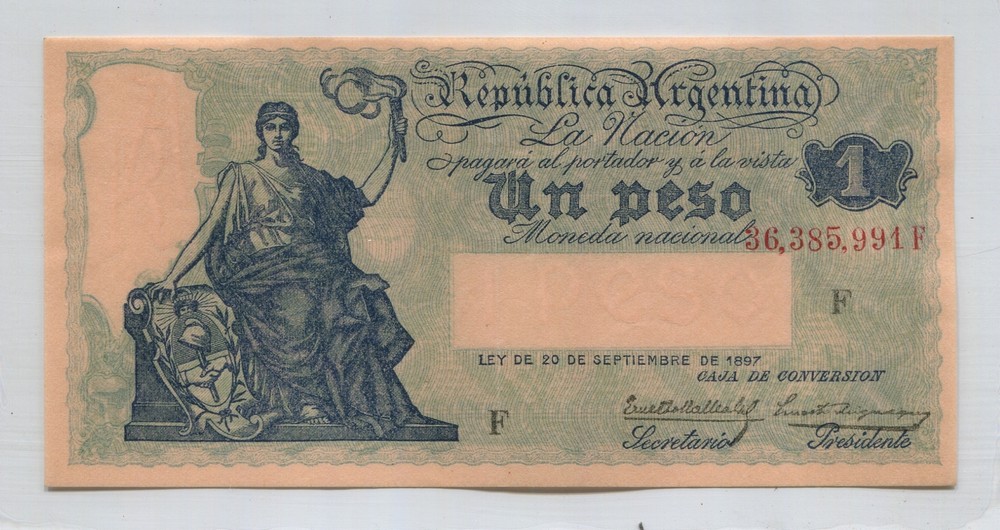 República Argentina
La Nación
pagará al portador y á la vista
Un peso
1
Moneda nacional
36,385,991 F
F
LEY DE 20 DE SEPTIEMBRE DE 1897
CAJA DE CONVERSION
F
Secretario
Presidente